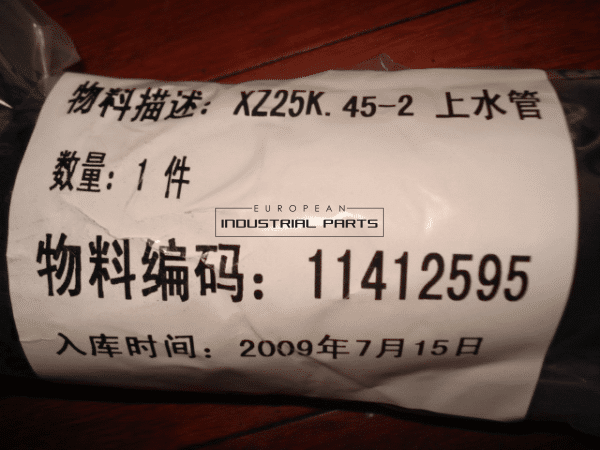 物料描述: XZ25K.45-2 上水管
数量: 1 件
EUROPEAN
INDUSTRIAL PARTS
物料编码: 11412595
入库时间: 2009年7月15日